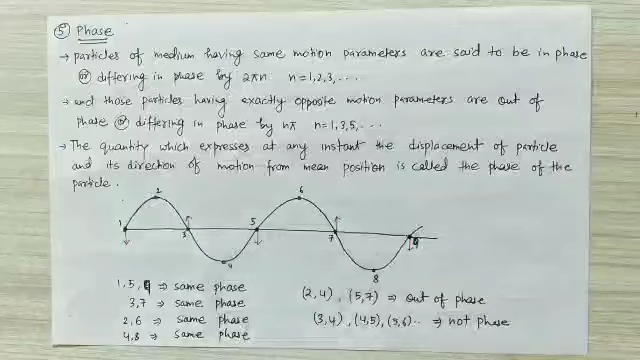 ⑤ Phase
→ particles of medium having same motion parameters are said to be in phase
or differing in phase by 2πn n=1,2,3,....
→ and those particles having exactly opposite motion parameters are out of
phase or differing in phase by nπ n=1,3,5,...
→ The quantity which expresses at any instant the displacement of particle
and its direction of motion from mean position is called the phase of the
particle.
1 2 3 4 5 6 7 8 9
1,5,9 ⇒ same phase
3,7 ⇒ same phase
2,6 ⇒ same phase
4,8 ⇒ same phase
(2,4), (5,7) ⇒ out of phase
(3,4), (4,5), (5,6).. ⇒ not phase